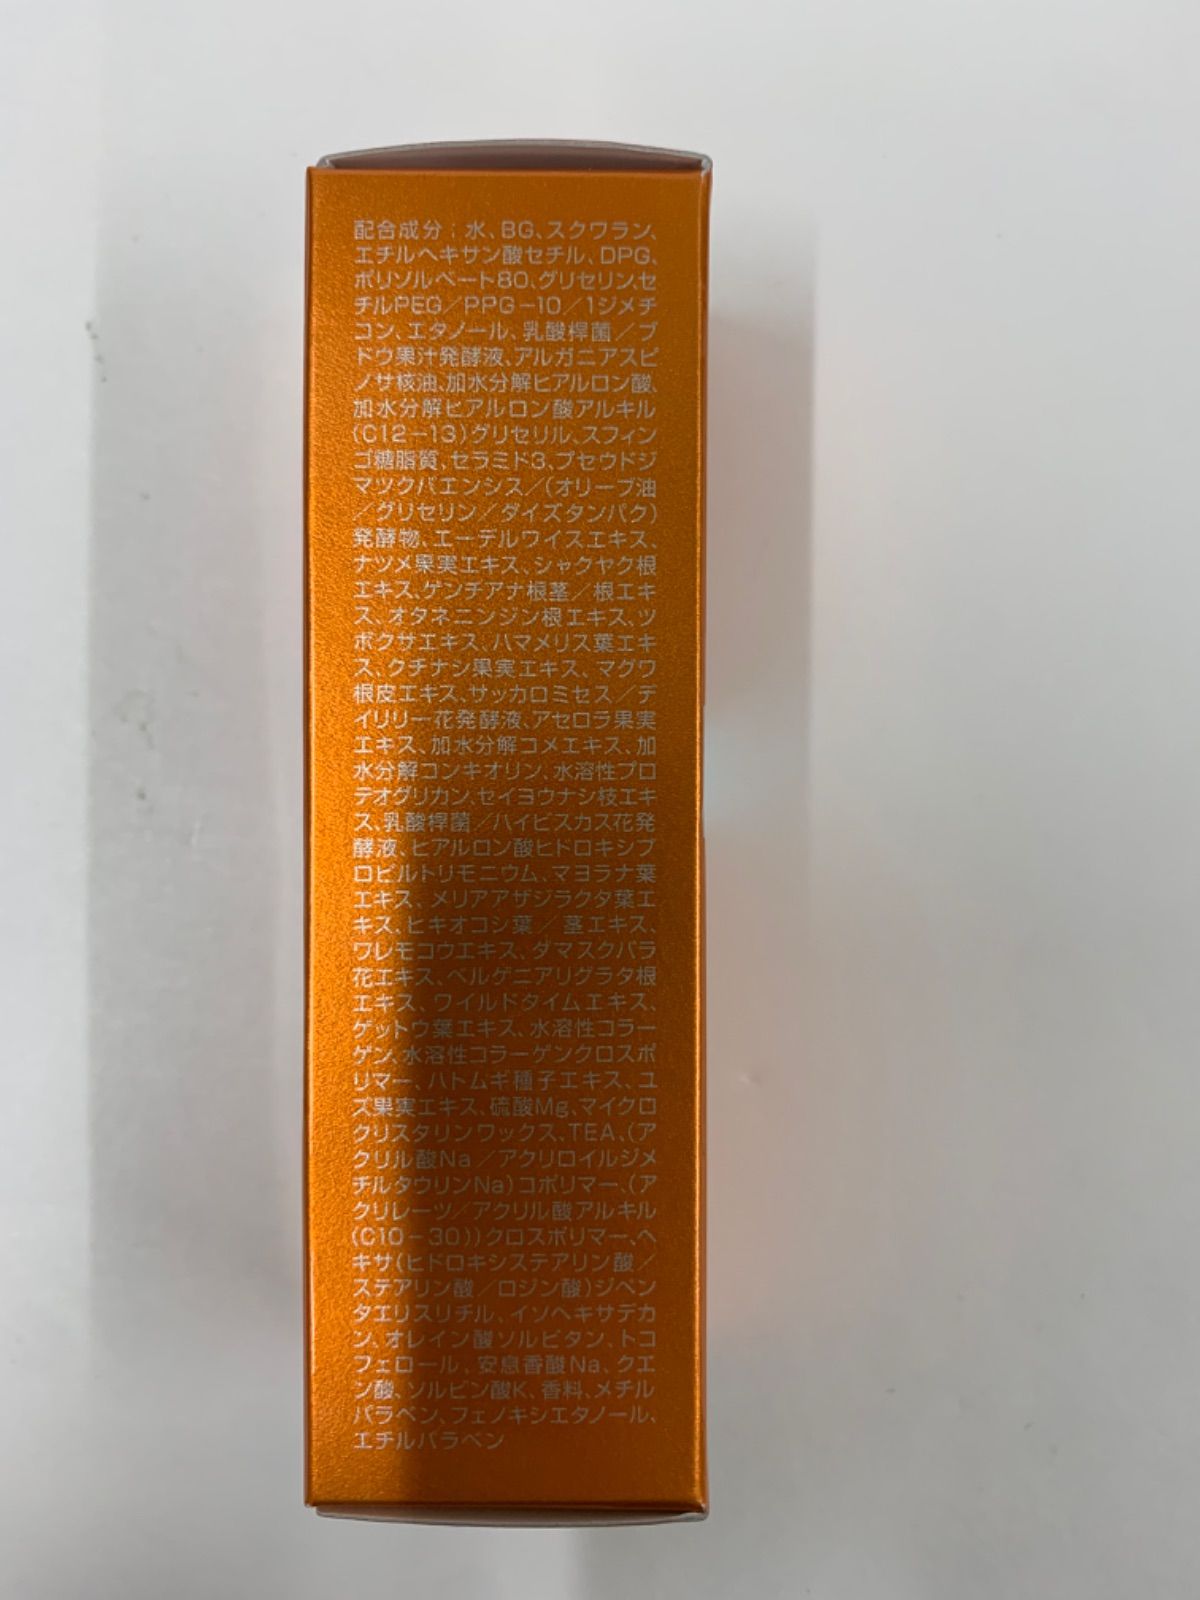 配合成分：水、BG、スクワラン、
エチルヘキサン酸セチル、DPG、
ポリソルベート80、グリセリン、セ
チルPEG／PPG－10／1ジメチ
コン、エタノール、乳酸桿菌／ブ
ドウ果汁発酵液、アルガニアスピ
ノサ核油、加水分解ヒアルロン酸、
加水分解ヒアルロン酸アルキル
(C12－13)グリセリル、スフィン
ゴ糖脂質、セラミド3、プセウドジ
マツクバエンシス／(オリーブ油
／グリセリン／ダイズタンパク)
発酵物、エーデルワイスエキス、
ナツメ果実エキス、シャクヤク根
エキス、ゲンチアナ根茎／根エキ
ス、オタネニンジン根エキス、ツ
ボクサエキス、ハマメリス葉エキ
ス、クチナシ果実エキス、マグワ
根皮エキス、サッカロミセス／デ
イリリー花発酵液、アセロラ果実
エキス、加水分解コメエキス、加
水分解コンキオリン、水溶性プロ
テオグリカン、セイヨウナシ枝エキ
ス、乳酸桿菌／ハイビスカス花発
酵液、ヒアルロン酸ヒドロキシプ
ロピルトリモニウム、マヨラナ葉
エキス、メリアアザジラクタ葉エ
キス、ヒキオコシ葉／茎エキス、
ワレモコウエキス、ダマスクバラ
花エキス、ベルゲニアリグラタ根
エキス、ワイルドタイムエキス、
ゲットウ葉エキス、水溶性コラー
ゲン、水溶性コラーゲンクロスポ
リマー、ハトムギ種子エキス、ユ
ズ果実エキス、硫酸Mg、マイクロ
クリスタリンワックス、TEA、(ア
クリル酸Na／アクリロイルジメ
チルタウリンNa)コポリマー、(ア
クリレーツ／アクリル酸アルキル
(C10－30))クロスポリマー、ヘ
キサ(ヒドロキシステアリン酸／
ステアリン酸／ロジン酸)ジペン
タエリスリチル、イソヘキサデカ
ン、オレイン酸ソルビタン、トコ
フェロール、安息香酸Na、クエ
ン酸、ソルビン酸K、香料、メチル
パラベン、フェノキシエタノール、
エチルパラベン